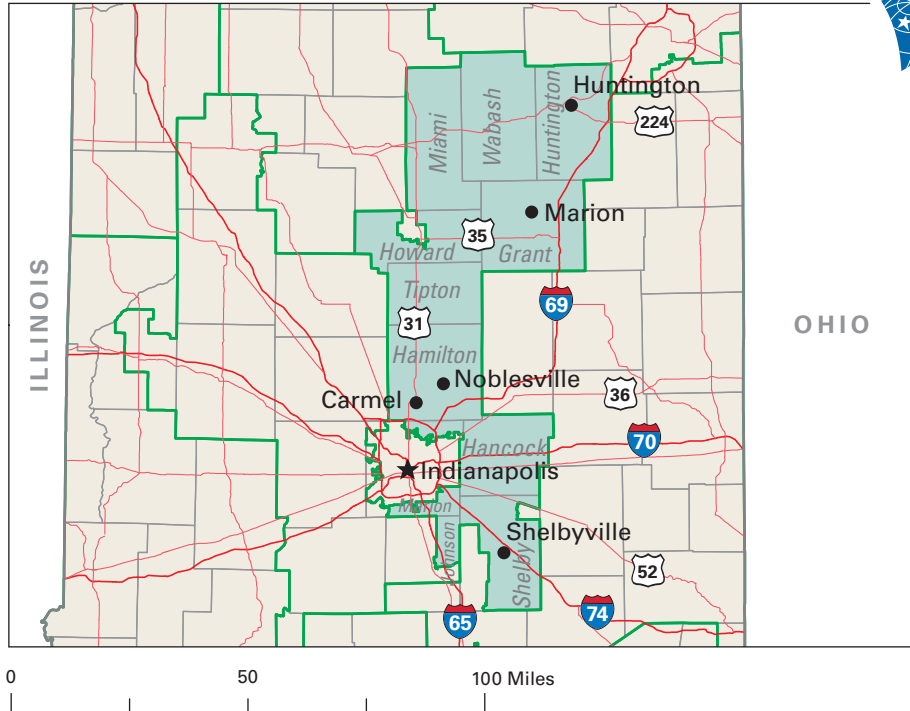 Huntington
224
Miami
Wabash
Huntington
Marion
35
Howard
Grant
Tipton
69
31
ILLINOIS
OHIO
Hamilton
Noblesville
36
Carmel
70
Hancock
Indianapolis
Marion
Shelbyville
Johnson
Shelby
52
74
65
0 50 100 Miles